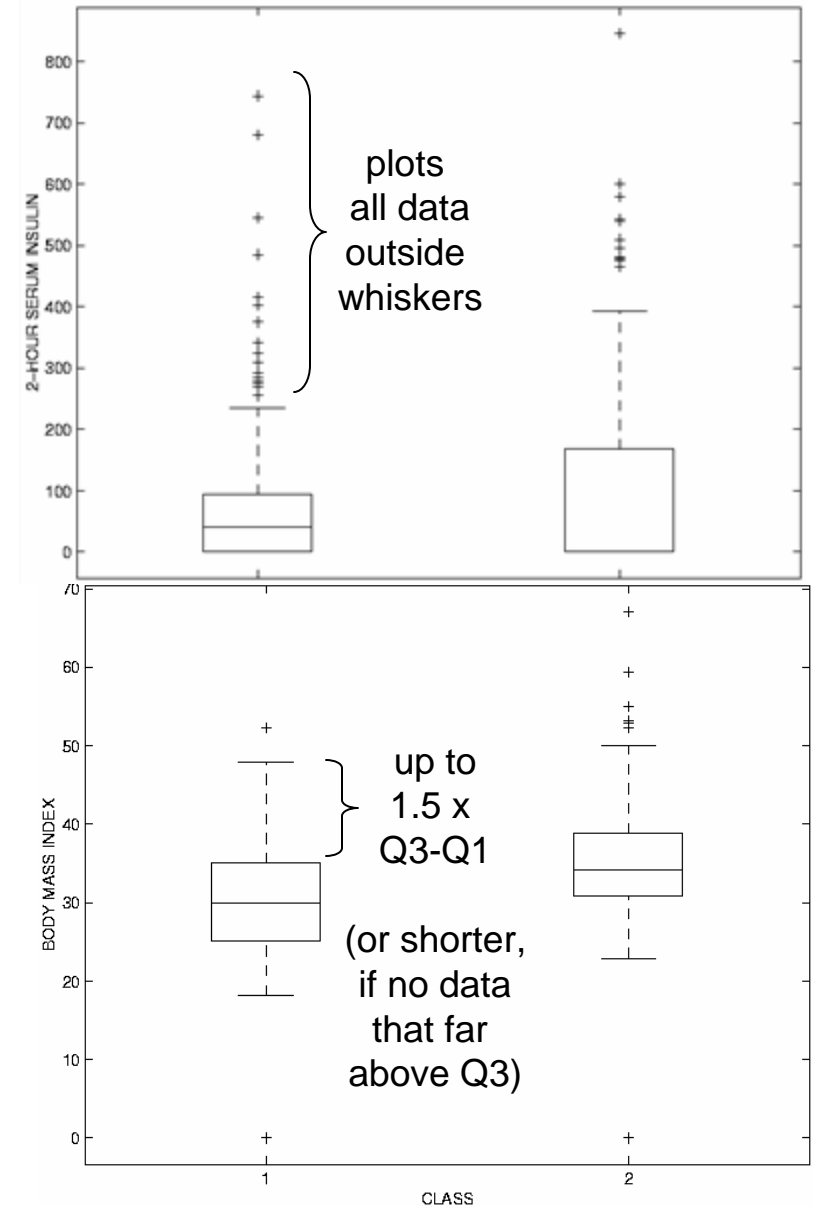 800
700
600
500
400
300
200
100
0
2-HOUR SERUM INSULIN
plots
all data
outside
whiskers
70
60
50
40
30
20
10
0
BODY MASS INDEX
up to
1.5 x
Q3-Q1
(or shorter,
if no data
that far
above Q3)
1
2
CLASS